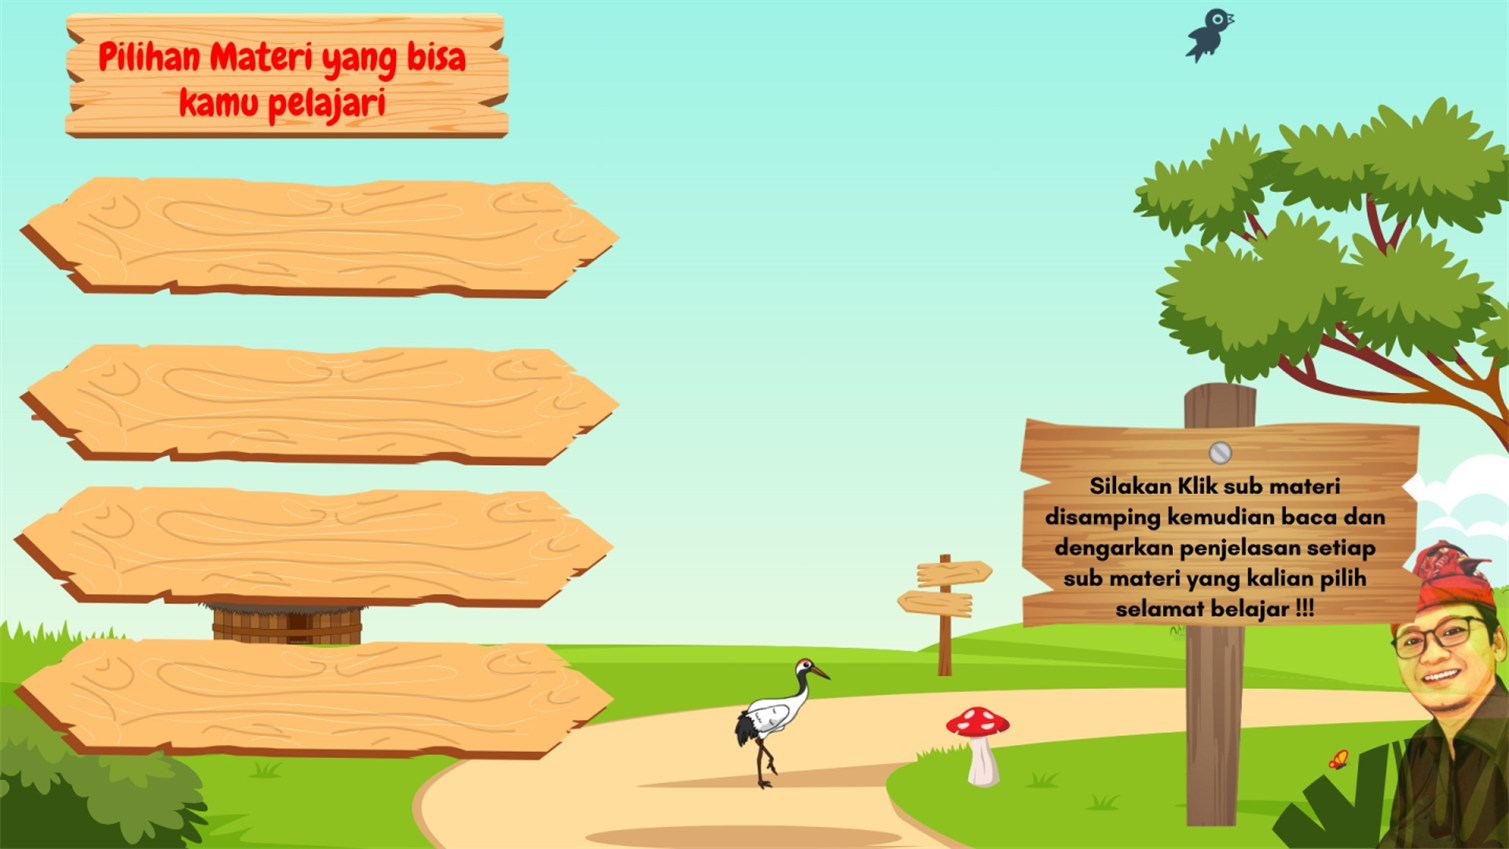 Pilihan Materi yang bisa
kamu pelajari
Silakan Klik sub materi
disamping kemudian baca dan
dengarkan penjelasan setiap
sub materi yang kalian pilih
selamat belajar !!!